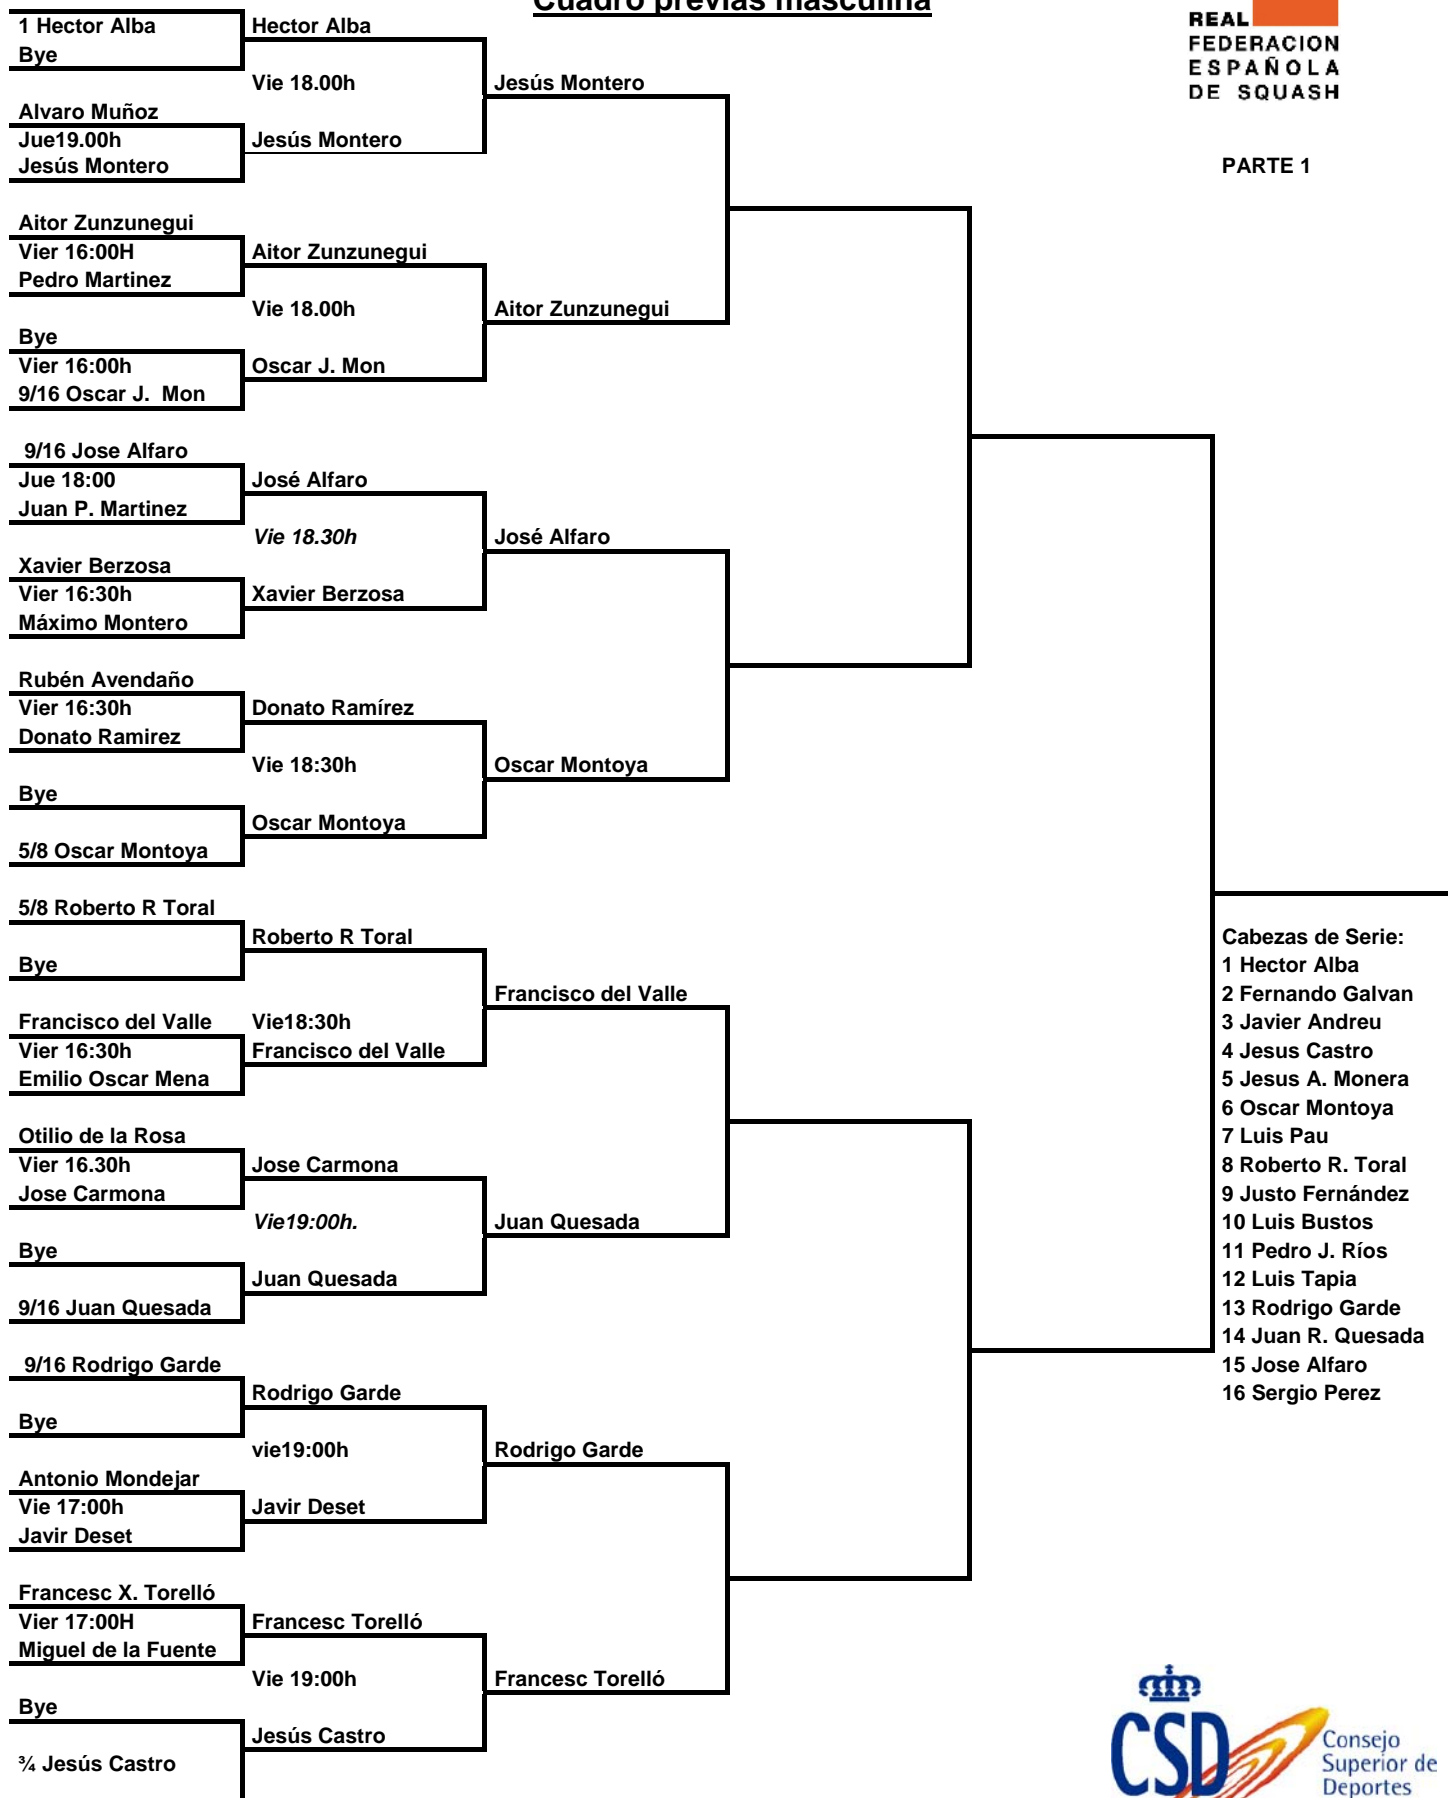 Cuadro previas masculina
REAL
FEDERACION
ESPAÑOLA
DE SQUASH
PARTE 1
1 Hector Alba
Bye
Alvaro Muñoz
Jue19.00h
Jesús Montero
Aitor Zunzunegui
Vier 16:00H
Pedro Martinez
Bye
Vier 16:00h
9/16 Oscar J.  Mon
9/16 Jose Alfaro
Jue 18:00
Juan P. Martinez
Xavier Berzosa
Vier 16:30h
Máximo Montero
Rubén Avendaño
Vier 16:30h
Donato Ramirez
Bye
5/8 Oscar Montoya
5/8 Roberto R Toral
Bye
Francisco del Valle
Vier 16:30h
Emilio Oscar Mena
Otilio de la Rosa
Vier 16.30h
Jose Carmona
Bye
9/16 Juan Quesada
9/16 Rodrigo Garde
Bye
Antonio Mondejar
Vie 17:00h
Javir Deset
Francesc X. Torelló
Vier 17:00H
Miguel de la Fuente
Bye
¾ Jesús Castro
Hector Alba
Vie 18.00h
Jesús Montero
Aitor Zunzunegui
Vie 18.00h
Oscar J. Mon
José Alfaro
Vie 18.30h
Xavier Berzosa
Donato Ramírez
Vie 18:30h
Oscar Montoya
Roberto R Toral
Vie18:30h
Francisco del Valle
Jose Carmona
Vie19:00h.
Juan Quesada
Rodrigo Garde
vie19:00h
Javir Deset
Francesc Torelló
Vie 19:00h
Jesús Castro
Jesús Montero
Aitor Zunzunegui
José Alfaro
Oscar Montoya
Francisco del Valle
Juan Quesada
Rodrigo Garde
Francesc Torelló
Cabezas de Serie:
1 Hector Alba
2 Fernando Galvan
3 Javier Andreu
4 Jesus Castro
5 Jesus A. Monera
6 Oscar Montoya
7 Luis Pau
8 Roberto R. Toral
9 Justo Fernández
10 Luis Bustos
11 Pedro J. Ríos
12 Luis Tapia
13 Rodrigo Garde
14 Juan R. Quesada
15 Jose Alfaro
16 Sergio Perez
CSD
Consejo
Superior de
Deportes